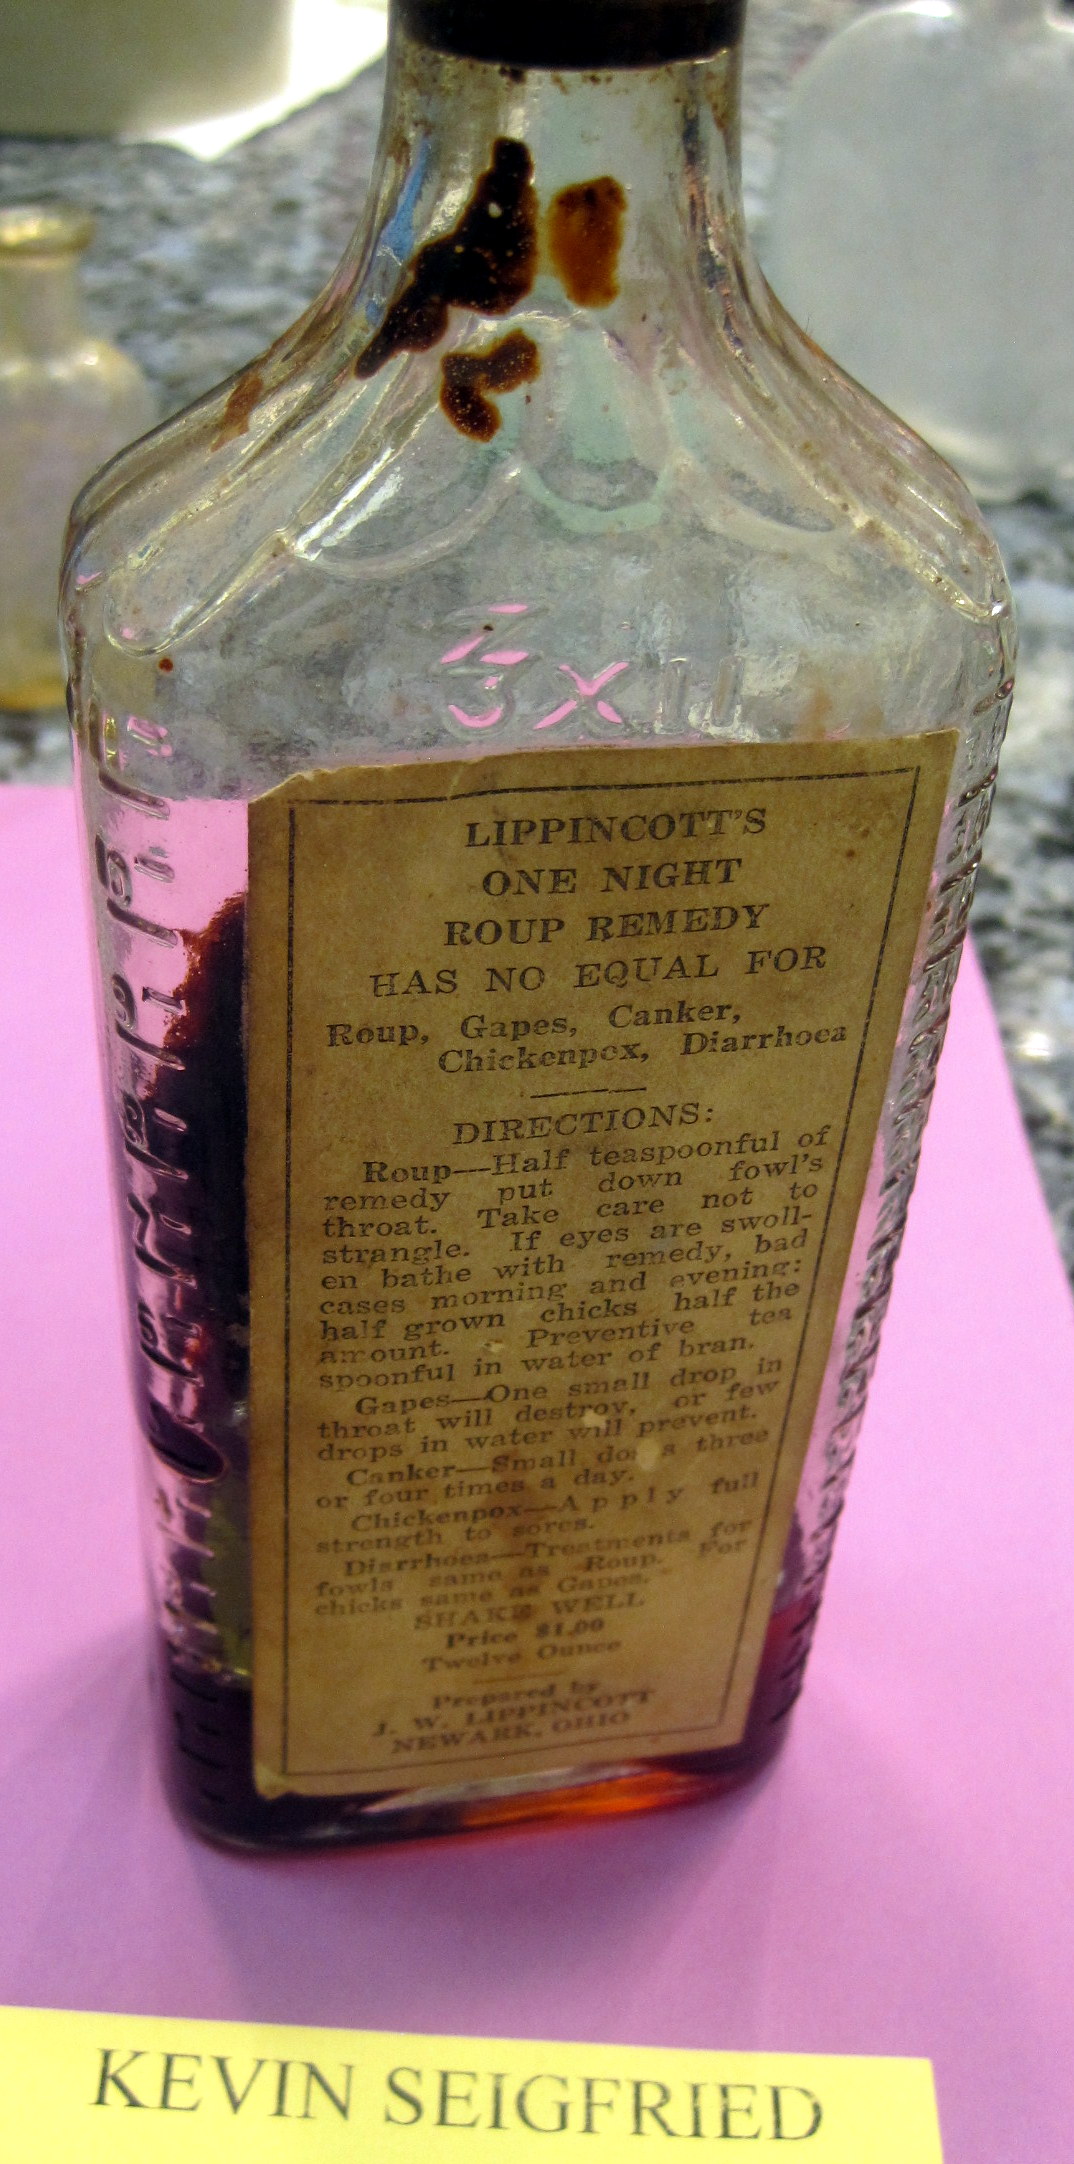 LIPPINCOTT'S
ONE NIGHT
ROUP REMEDY
HAS NO EQUAL FOR
Roup, Gapes, Canker,
Chickenpox, Diarrhoea
DIRECTIONS:
Roup—Half teaspoonful of
remedy put down fowl's
throat. Take care not to
strangle. If eyes are swoll-
en bathe with remedy, bad
cases morning and evening:
half grown chicks half the
amount. Preventive tea
spoonful in water of bran.
Gapes—One small drop in
throat will destroy, or few
drops in water will prevent.
Canker—Small do s a three
or four times a day.
Chickenpox—Apply full
strength to sores.
Diarrhoea—Treatments for
fowls same as Roup. For
chicks same as Gapes.
SHAKE WELL
Price $1.00
Twelve Ounce
Prepared by
J. W. LIPPINCOTT
NEWARK, OHIO
KEVIN SEIGFRIED